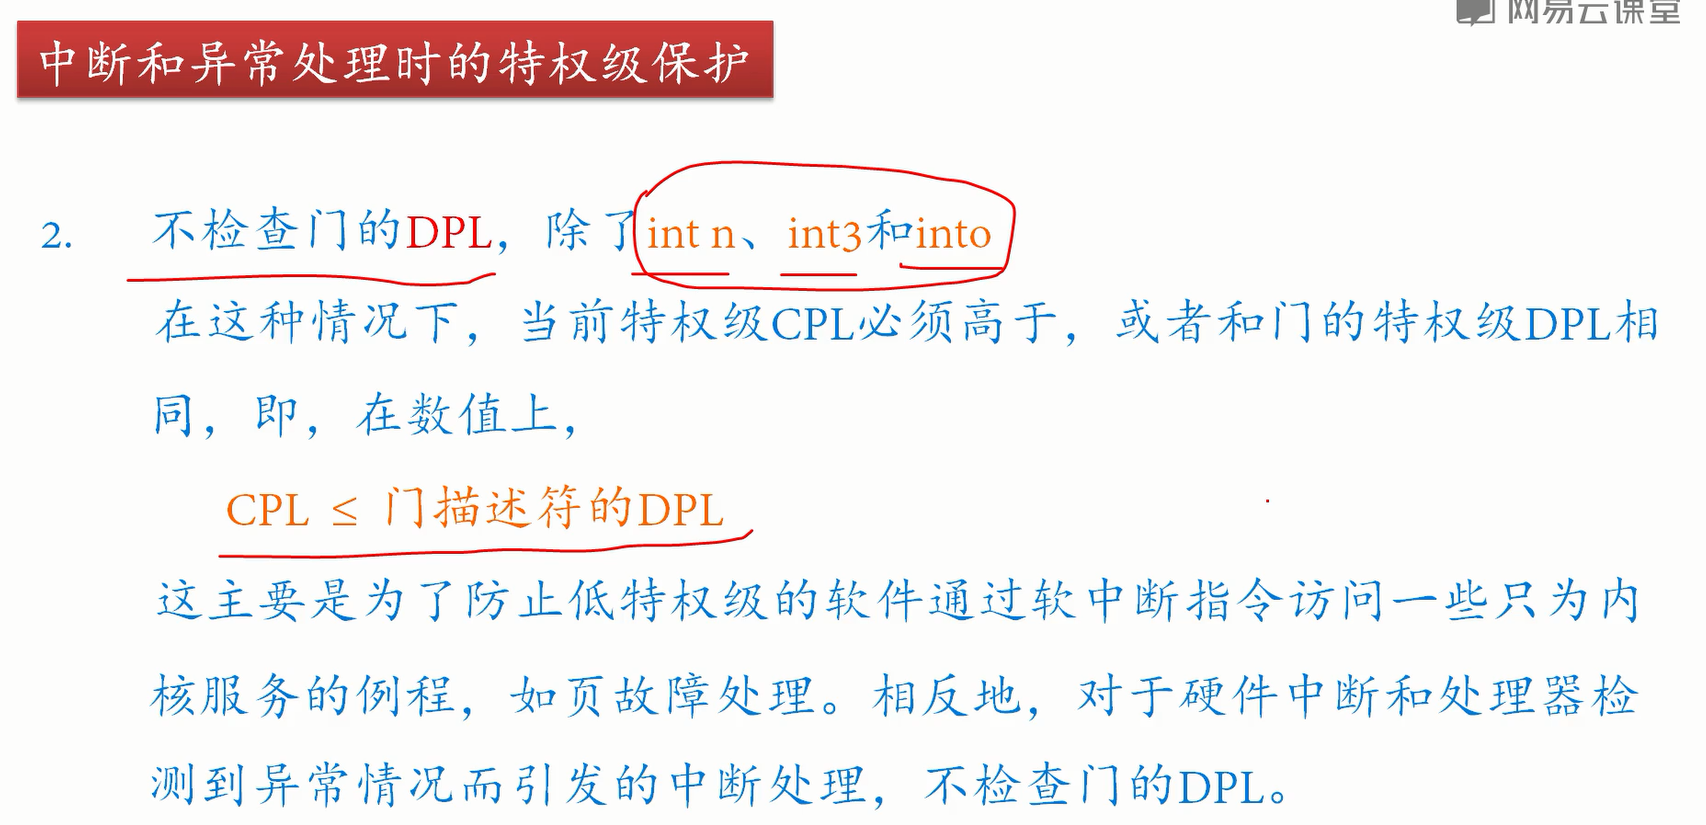 网易云课堂
中断和异常处理时的特权级保护
2. 不检查门的DPL，除了int n、int3和into
在这种情况下，当前特权级CPL必须高于，或者和门的特权级DPL相
同，即，在数值上，
CPL ≤ 门描述符的DPL
这主要是为了防止低特权级的软件通过软中断指令访问一些只为内
核服务的例程，如页故障处理。相反地，对于硬件中断和处理器检
测到异常情况而引发的中断处理，不检查门的DPL。